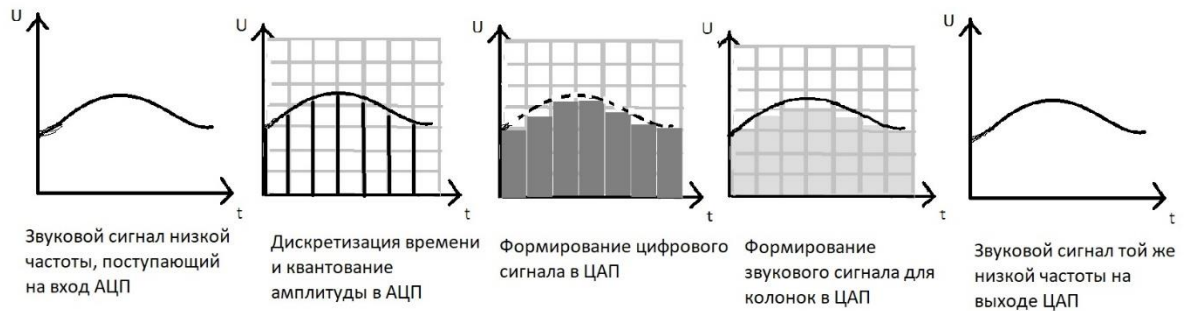 U
t
Звуковой сигнал низкой
частоты, поступающий
на вход АЦП
U
t
Дискретизация времени
и квантование
амплитуды в АЦП
U
t
Формирование цифрового
сигнала в ЦАП
U
t
Формирование
звукового сигнала для
колонок в ЦАП
U
t
Звуковой сигнал той же
низкой частоты на
выходе ЦАП